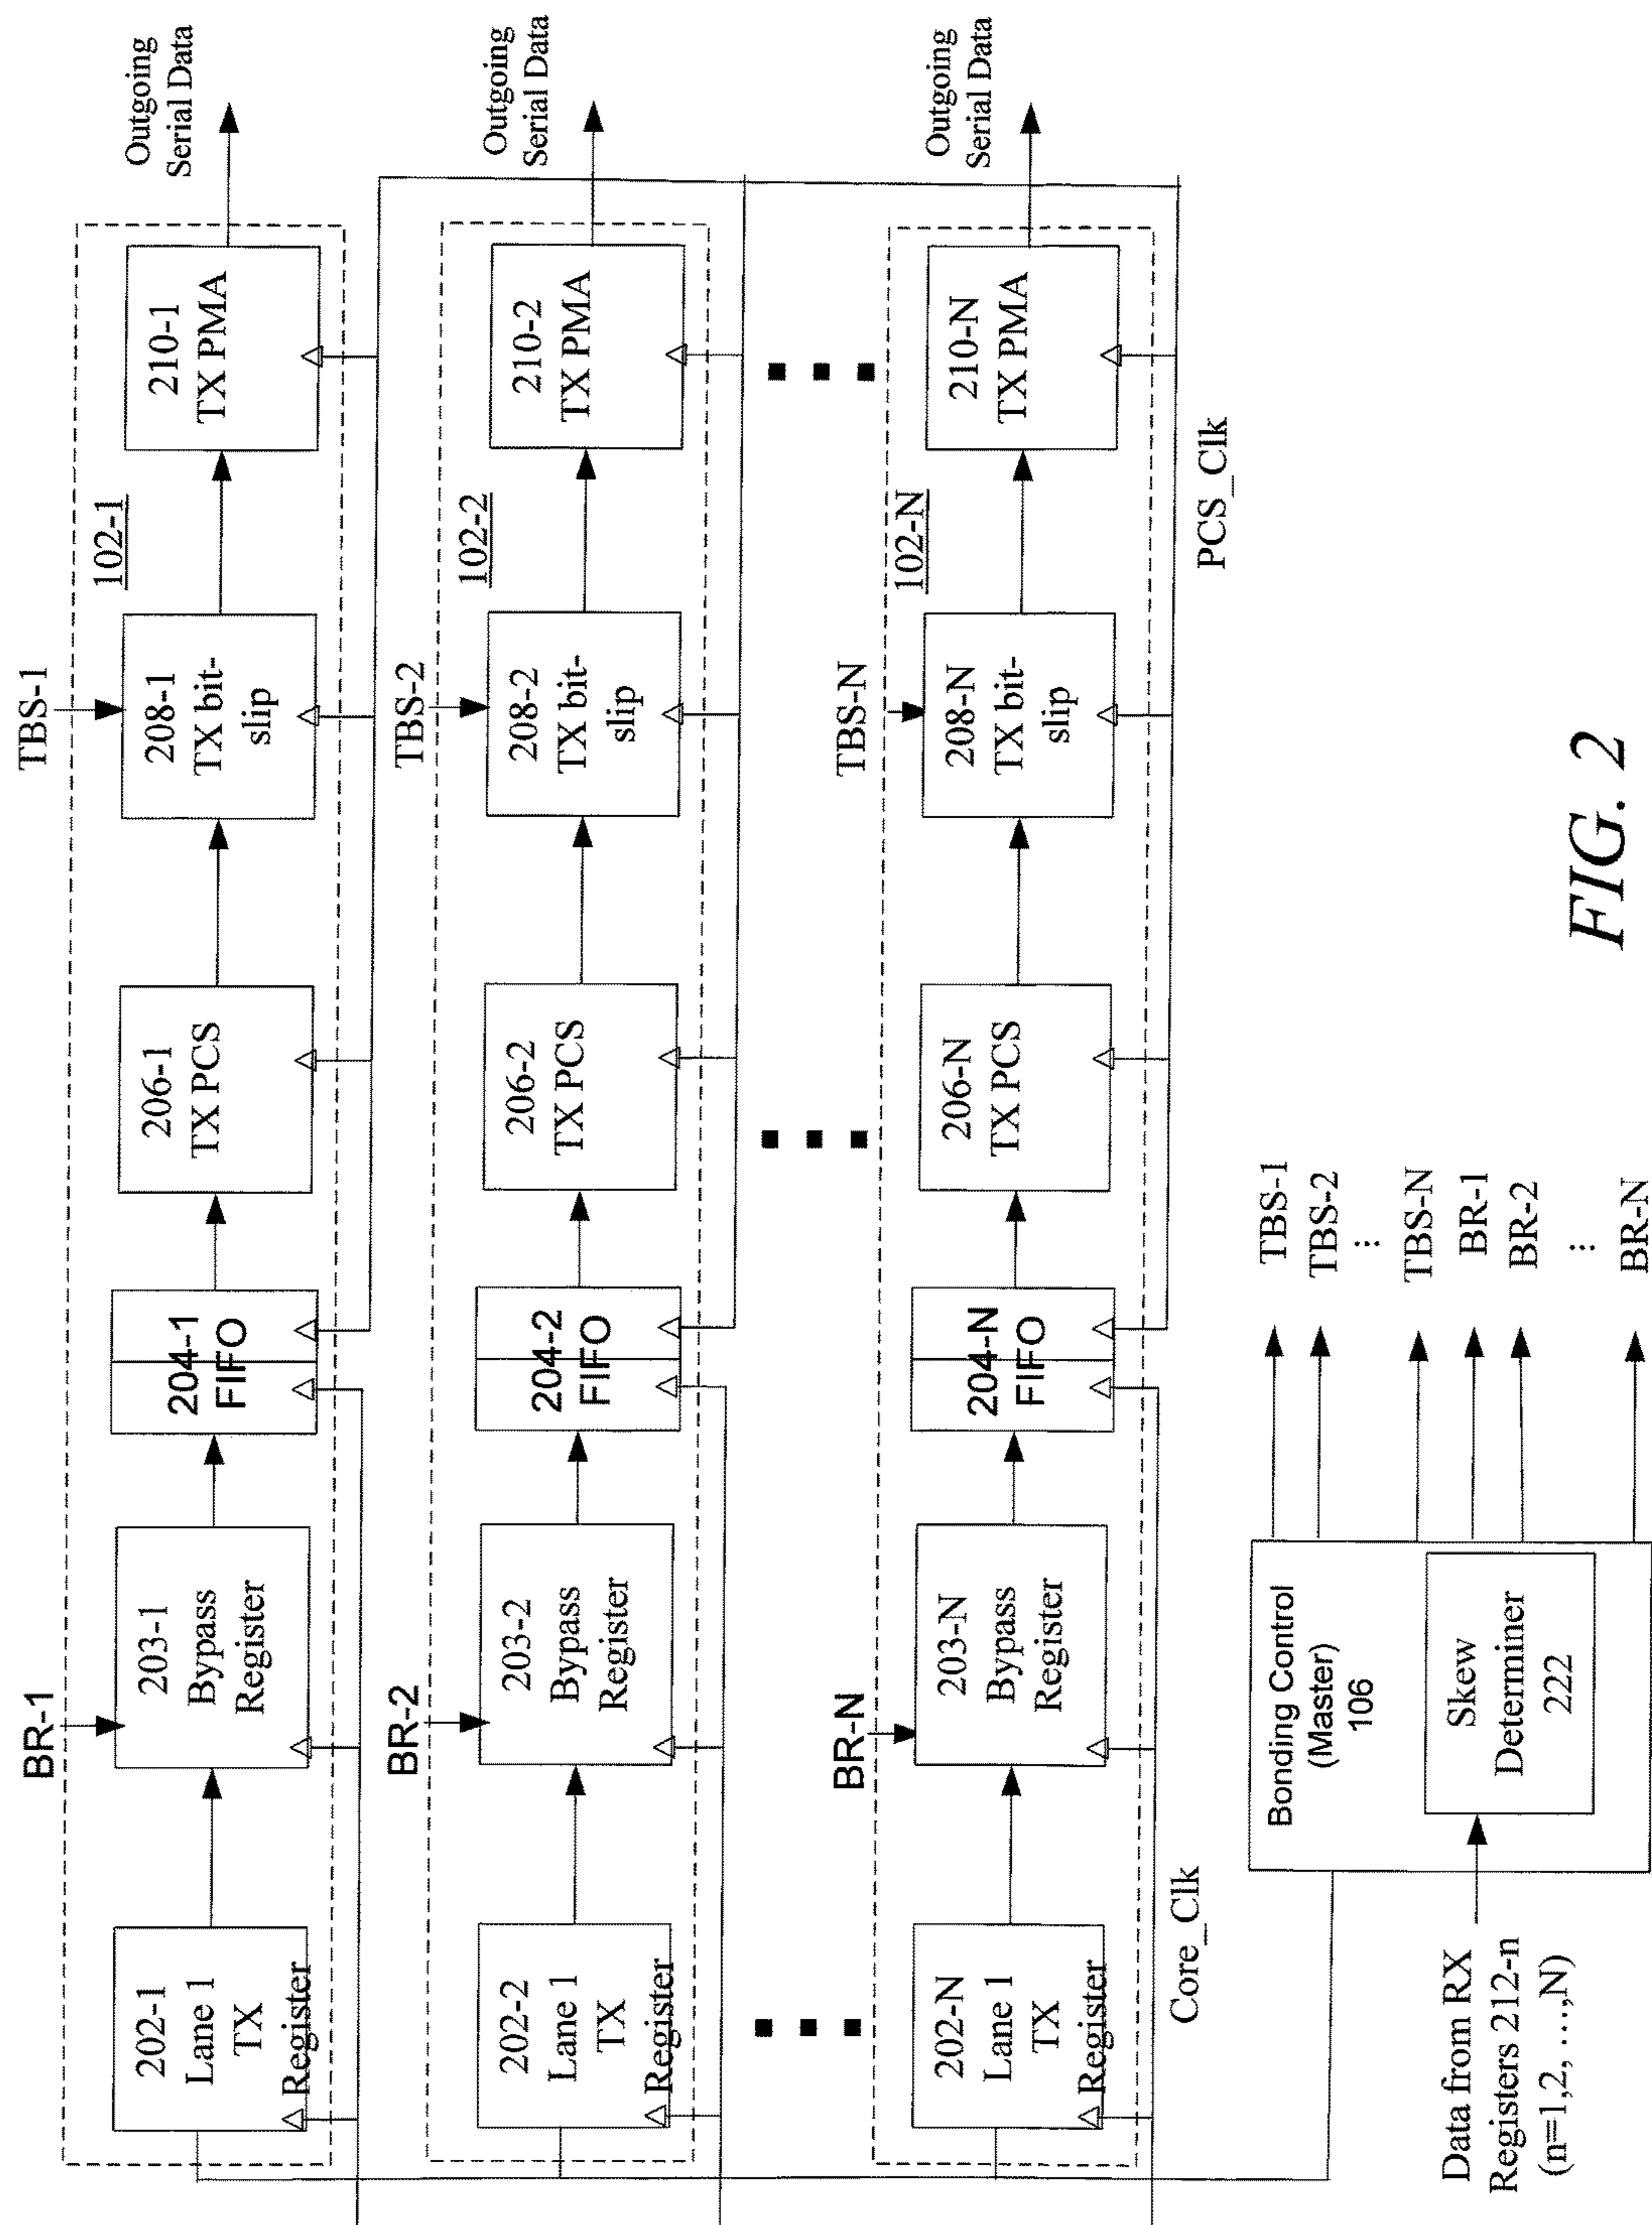 BR-1
TBS-1
102-1
202-1
Lane 1
TX
Register
203-1
Bypass
Register
204-1
FIFO
206-1
TX PCS
208-1
TX bit-
slip
210-1
TX PMA
Outgoing
Serial Data
BR-2
TBS-2
102-2
202-2
Lane 1
TX
Register
203-2
Bypass
Register
204-2
FIFO
206-2
TX PCS
208-2
TX bit-
slip
210-2
TX PMA
Outgoing
Serial Data
BR-N
TBS-N
102-N
202-N
Lane 1
TX
Register
203-N
Bypass
Register
204-N
FIFO
206-N
TX PCS
208-N
TX bit-
slip
210-N
TX PMA
Outgoing
Serial Data
Core_Clk
PCS_Clk
Data from RX
Registers 212-n
(n=1,2, …,N)
Bonding Control
(Master)
106
Skew
Determiner
222
TBS-1
TBS-2
...
TBS-N
BR-1
BR-2
...
BR-N
FIG. 2